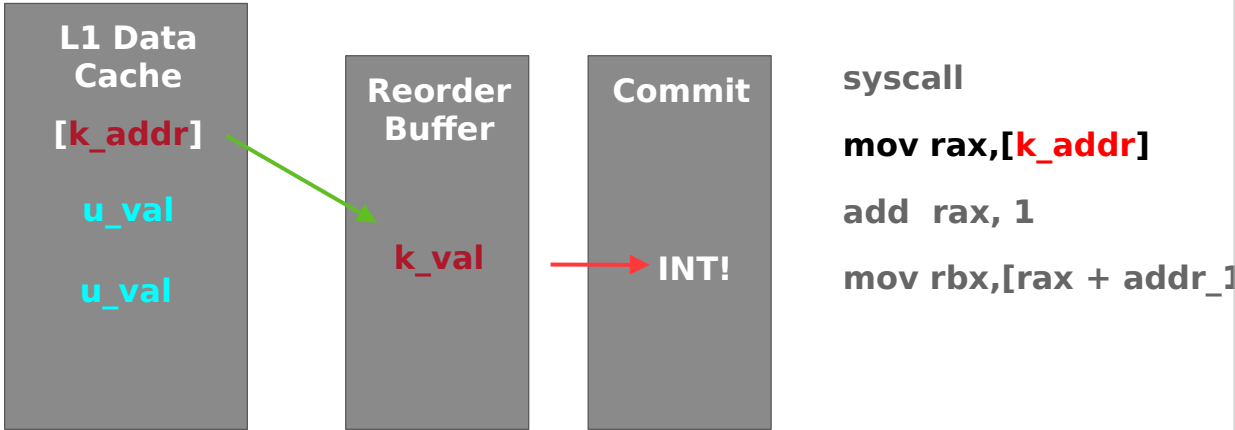 L1 Data
Cache
[k_addr]
u_val
u_val
Reorder
Buffer
k_val
Commit
INT!
syscall
mov rax,[k_addr]
add  rax, 1
mov rbx,[rax + addr_1